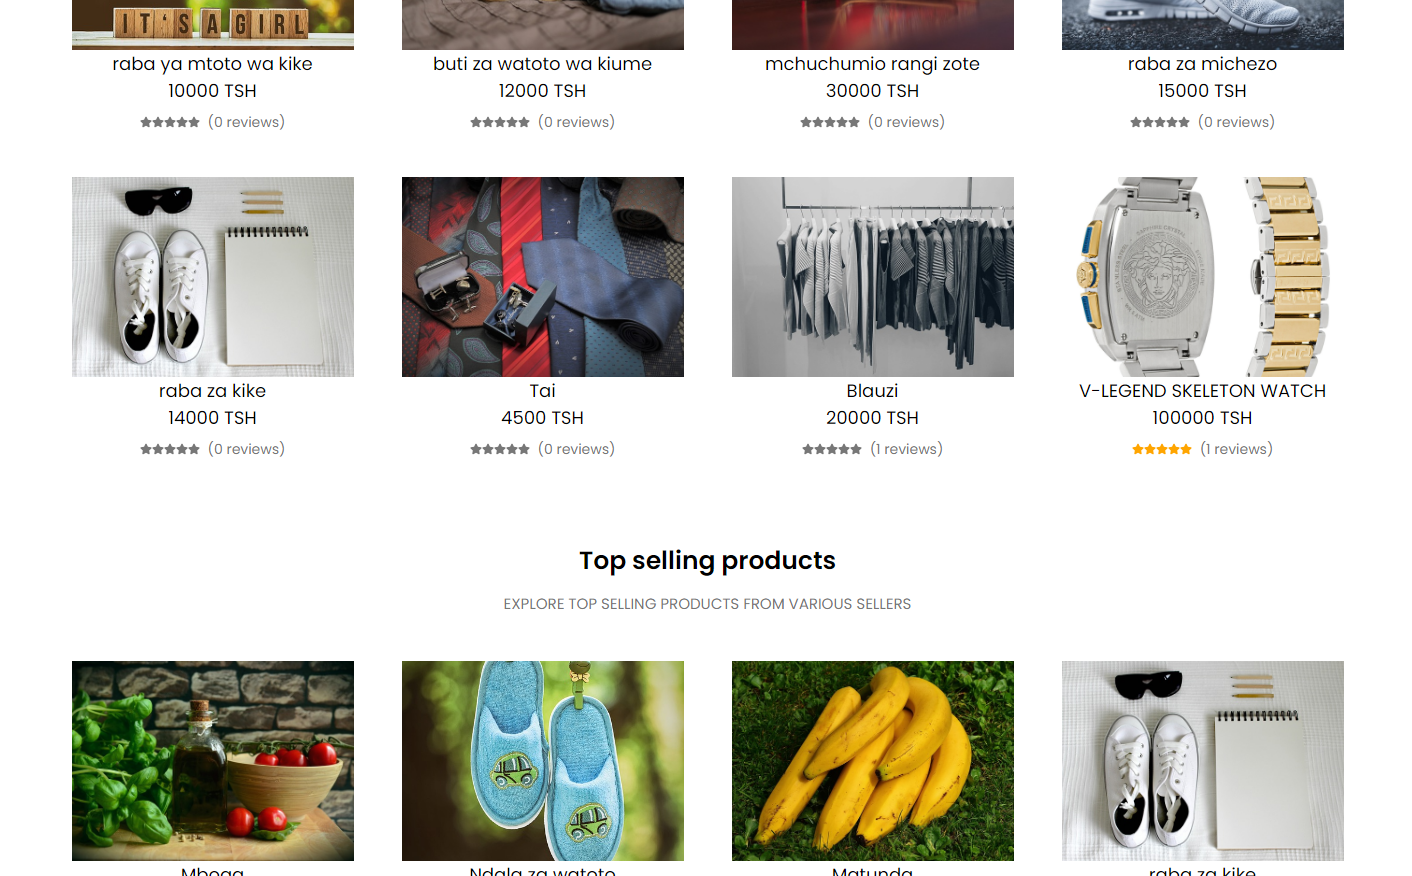 IT'S A GIRL
raba ya mtoto wa kike
buti za watoto wa kiume
mchuchumio rangi zote
raba za michezo
10000 TSH
12000 TSH
30000 TSH
15000 TSH
(0 reviews)
(0 reviews)
(0 reviews)
(0 reviews)
raba za kike
Tai
Blauzi
V-LEGEND SKELETON WATCH
14000 TSH
4500 TSH
20000 TSH
100000 TSH
(0 reviews)
(0 reviews)
(1 reviews)
(1 reviews)
Top selling products
EXPLORE TOP SELLING PRODUCTS FROM VARIOUS SELLERS
Mboga
Ndala za watoto
Matunda
raba za kike